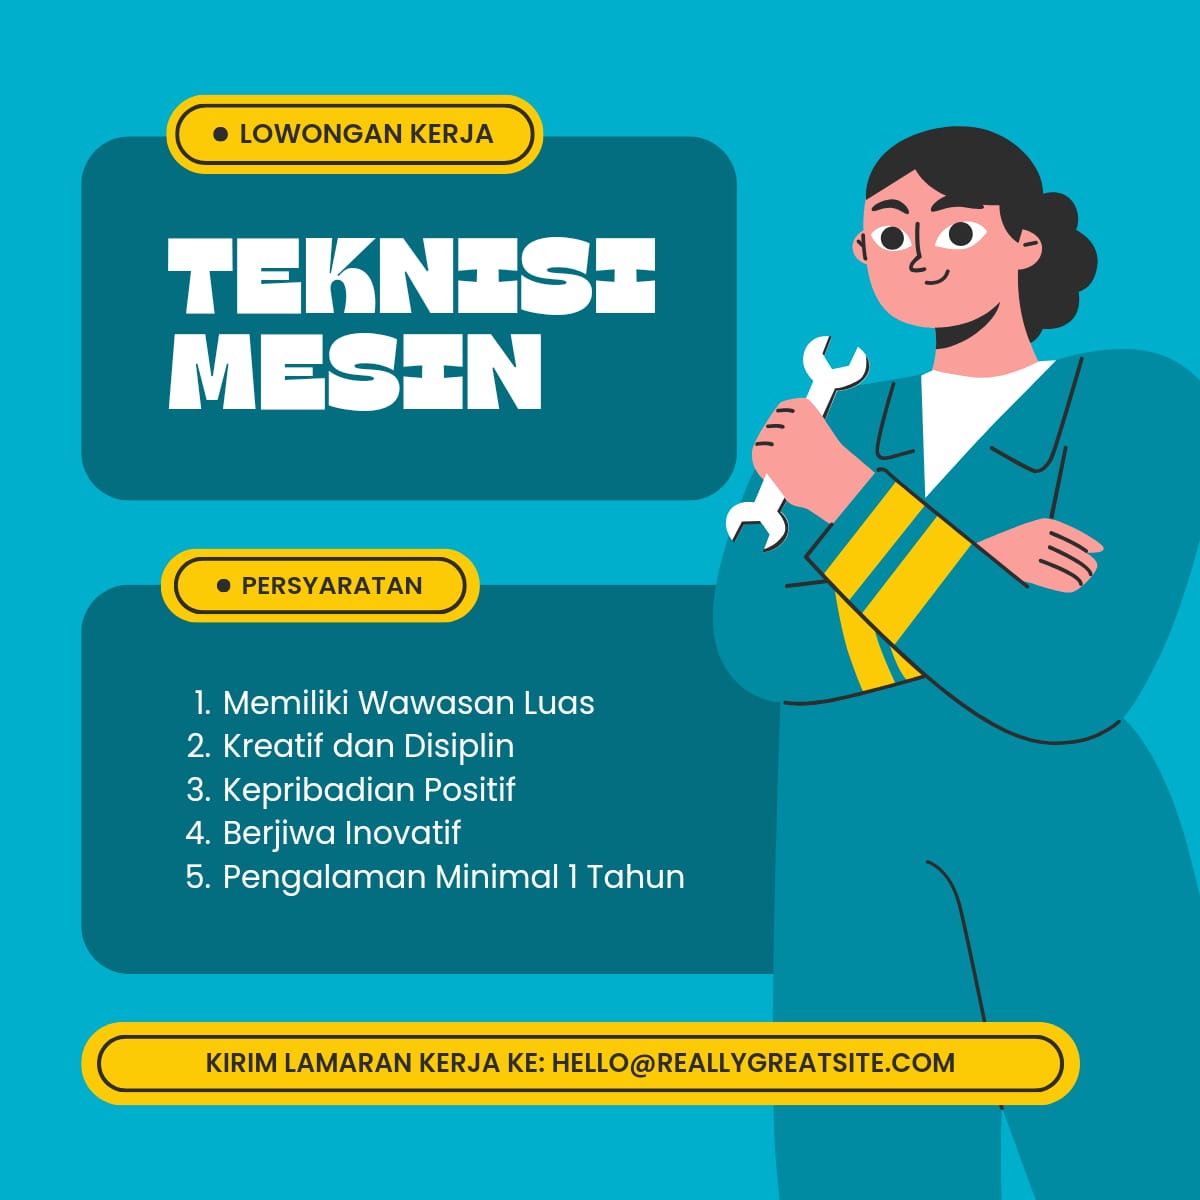 LOWONGAN KERJA
TEKNISI
MESIN
PERSYARATAN
1. Memiliki Wawasan Luas
2. Kreatif dan Disiplin
3. Kepribadian Positif
4. Berjiwa Inovatif
5. Pengalaman Minimal 1 Tahun
KIRIM LAMARAN KERJA KE: HELLO@REALLYGREATSITE.COM